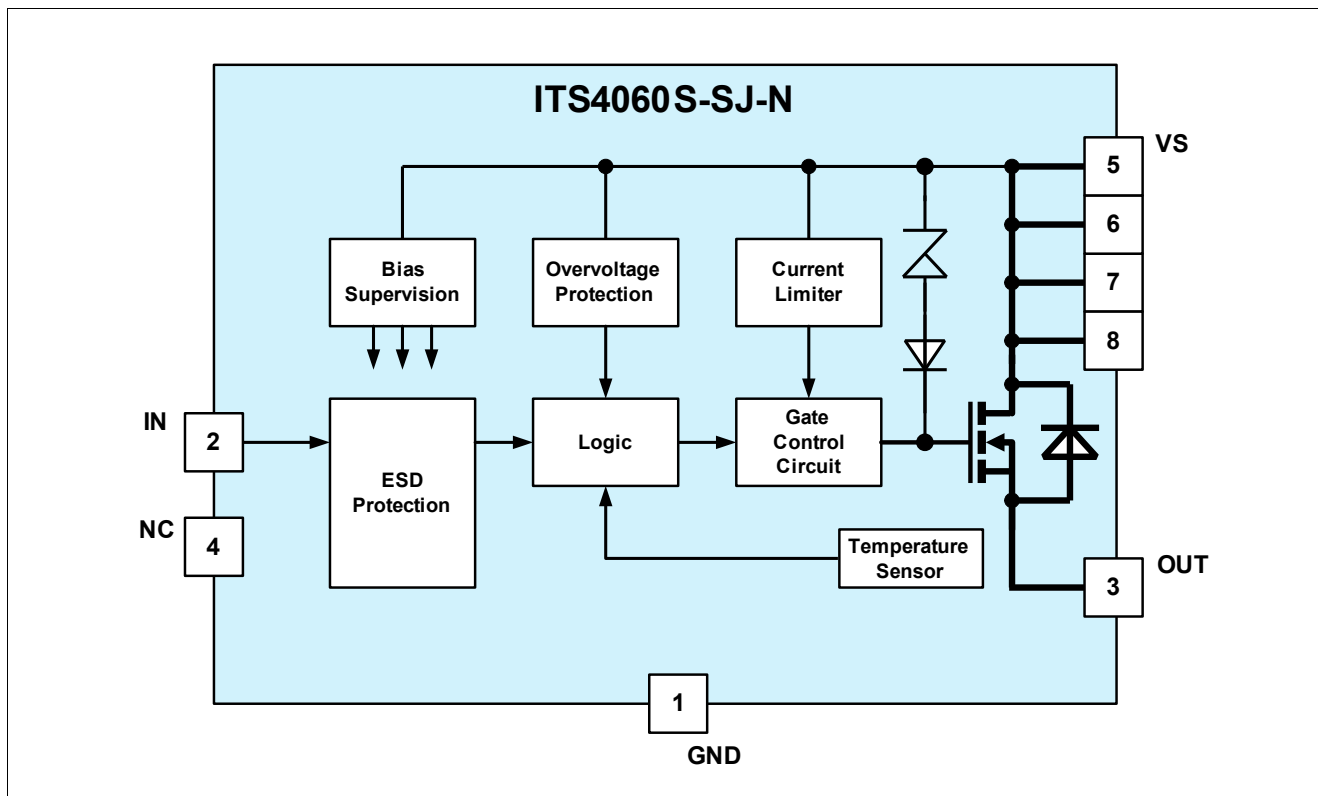 ITS4060S-SJ-N
VS
5
6
7
8
Bias
Supervision
Overvoltage
Protection
Current
Limiter
IN
2
NC
4
ESD
Protection
Logic
Gate
Control
Circuit
Temperature
Sensor
OUT
3
1
GND